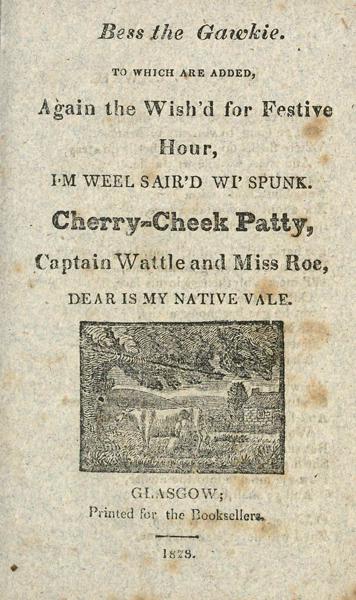 Bess the Gawkie.
TO WHICH ARE ADDED,
Again the Wish'd for Festive
Hour,
I'M WEEL SAIR'D WI' SPUNK.
Cherry-Cheek Patty,
Captain Wattle and Miss Roe,
DEAR IS MY NATIVE VALE.
GLASGOW;
Printed for the Booksellers.
1828.